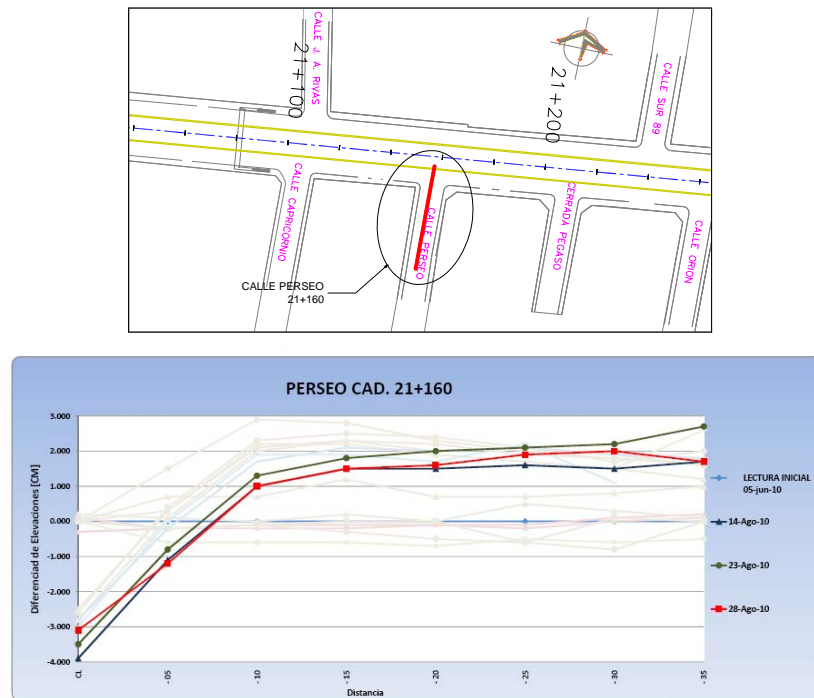 CALLE J. A. RIVAS
21+100
21+200
CALLE SUR 89
CALLE CAPRICORNIO
CALLE PERSEO
CERRADA PEGASO
CALLE ORION
CALLE PERSEO
21+160
PERSEO CAD. 21+160
Diferenciad de Elevaciones [CM]
3.000
2.000
1.000
0.000
-1.000
-2.000
-3.000
-4.000
CL
- 05
- 10
- 15
- 20
- 25
- 30
- 35
Distancia
LECTURA INICIAL
05-jun-10
14-Ago-10
23-Ago-10
28-Ago-10